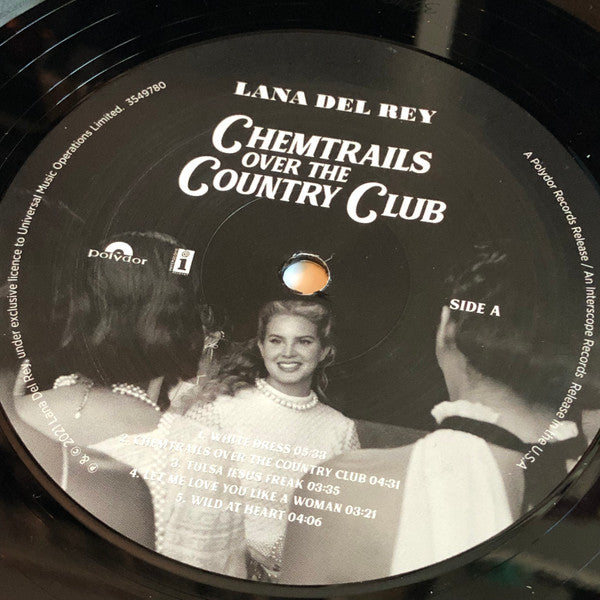 LANA DEL REY
CHEMTRAILS
OVER THE
COUNTRY CLUB
polydor
i
SIDE A
1. WHITE DRESS 05:33
2. CHEMTRAILS OVER THE COUNTRY CLUB 04:31
3. TULSA JESUS FREAK 03:35
4. LET ME LOVE YOU LIKE A WOMAN 03:21
5. WILD AT HEART 04:06
℗ & © 2021 Lana Del Rey, under exclusive licence to Universal Music Operations Limited. 3549780
A Polydor Records Release / An Interscope Records Release in the U.S.A